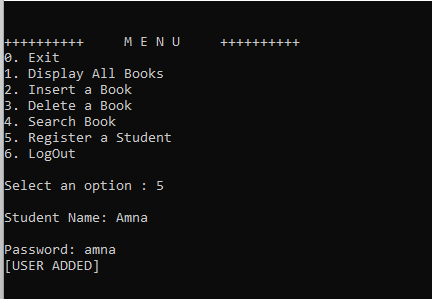 ++++++++++     M E N U     ++++++++++
0. Exit
1. Display All Books
2. Insert a Book
3. Delete a Book
4. Search Book
5. Register a Student
6. LogOut
Select an option : 5
Student Name: Amna
Password: amna
[USER ADDED]